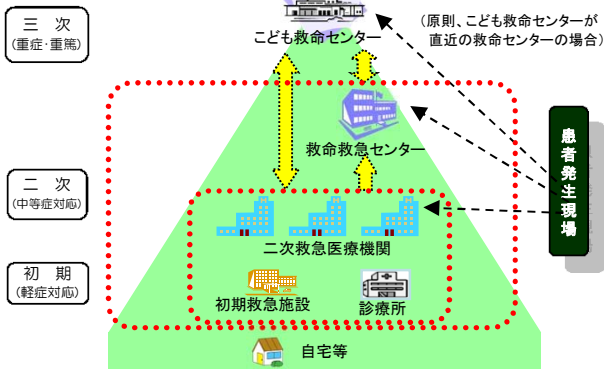 三 次
(重症・重篤)
(原則、こども救命センターが
直近の救命センターの場合)
こども救命センター
救命救急センター
患者発生現場
二 次
(中等症対応)
二次救急医療機関
初 期
(軽症対応)
初期救急施設
診療所
自宅等